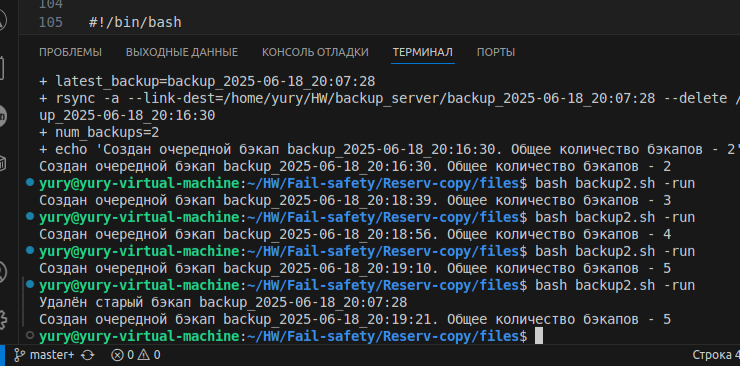 104
105 #!/bin/bash
ПРОБЛЕМЫ ВЫХОДНЫЕ ДАННЫЕ КОНСОЛЬ ОТЛАДКИ ТЕРМИНАЛ ПОРТЫ
+ latest_backup=backup_2025-06-18_20:07:28
+ rsync -a --link-dest=/home/yury/HW/backup_server/backup_2025-06-18_20:07:28 --delete /
up_2025-06-18_20:16:30
+ num_backups=2
+ echo 'Создан очередной бэкап backup_2025-06-18_20:16:30. Общее количество бэкапов - 2'
Создан очередной бэкап backup_2025-06-18_20:16:30. Общее количество бэкапов - 2
yury@yury-virtual-machine:~/HW/Fail-safety/Reserv-copy/files$ bash backup2.sh -run
Создан очередной бэкап backup_2025-06-18_20:18:39. Общее количество бэкапов - 3
yury@yury-virtual-machine:~/HW/Fail-safety/Reserv-copy/files$ bash backup2.sh -run
Создан очередной бэкап backup_2025-06-18_20:18:56. Общее количество бэкапов - 4
yury@yury-virtual-machine:~/HW/Fail-safety/Reserv-copy/files$ bash backup2.sh -run
Создан очередной бэкап backup_2025-06-18_20:19:10. Общее количество бэкапов - 5
yury@yury-virtual-machine:~/HW/Fail-safety/Reserv-copy/files$ bash backup2.sh -run
Удалён старый бэкап backup_2025-06-18_20:07:28
Создан очередной бэкап backup_2025-06-18_20:19:21. Общее количество бэкапов - 5
yury@yury-virtual-machine:~/HW/Fail-safety/Reserv-copy/files$
master+ 0 0 Строка 4